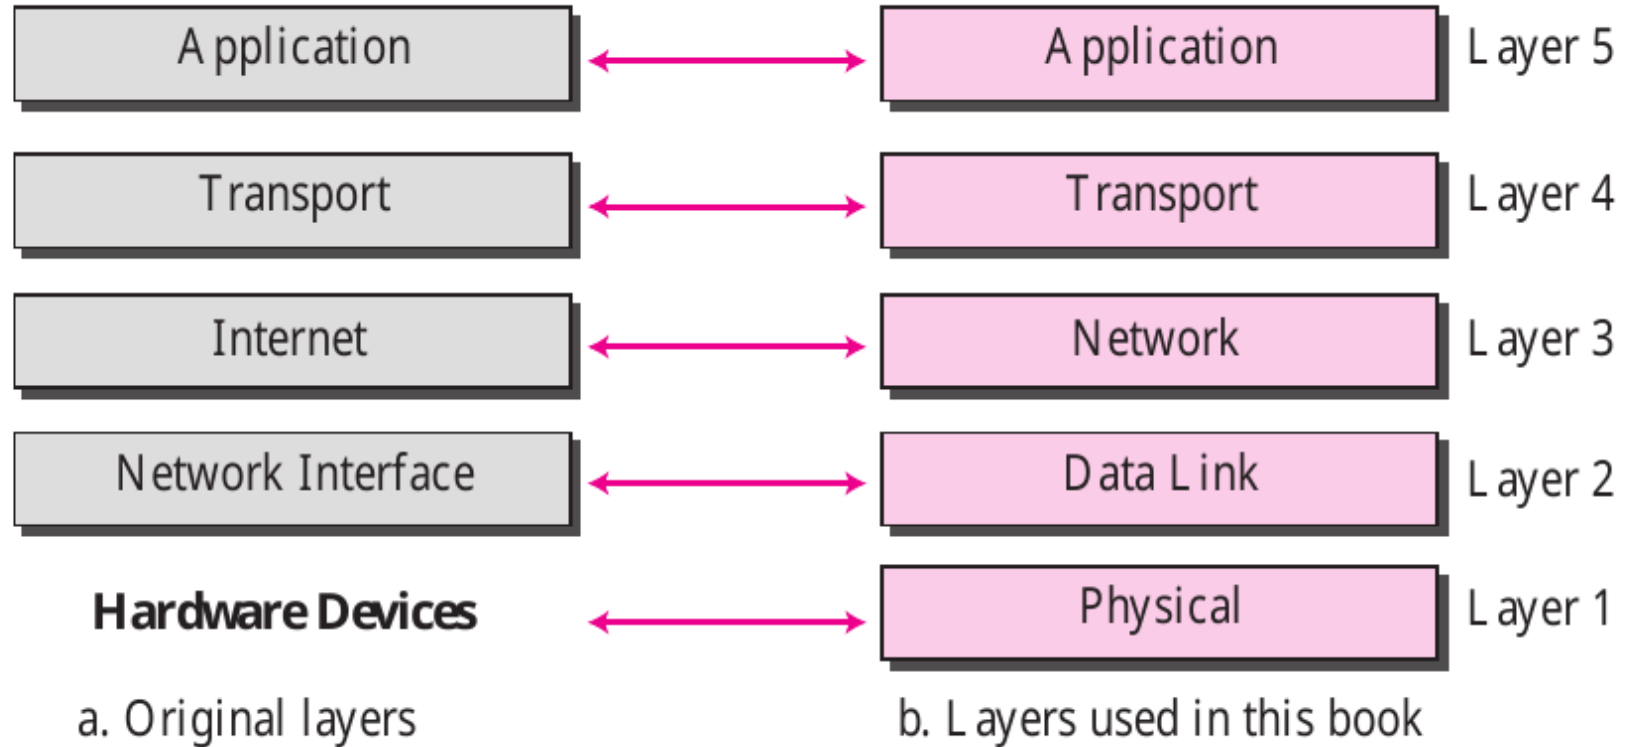 Application Application Layer 5
Transport Transport Layer 4
Internet Network Layer 3
Network Interface Data Link Layer 2
Hardware Devices Physical Layer 1
a. Original layers b. Layers used in this book